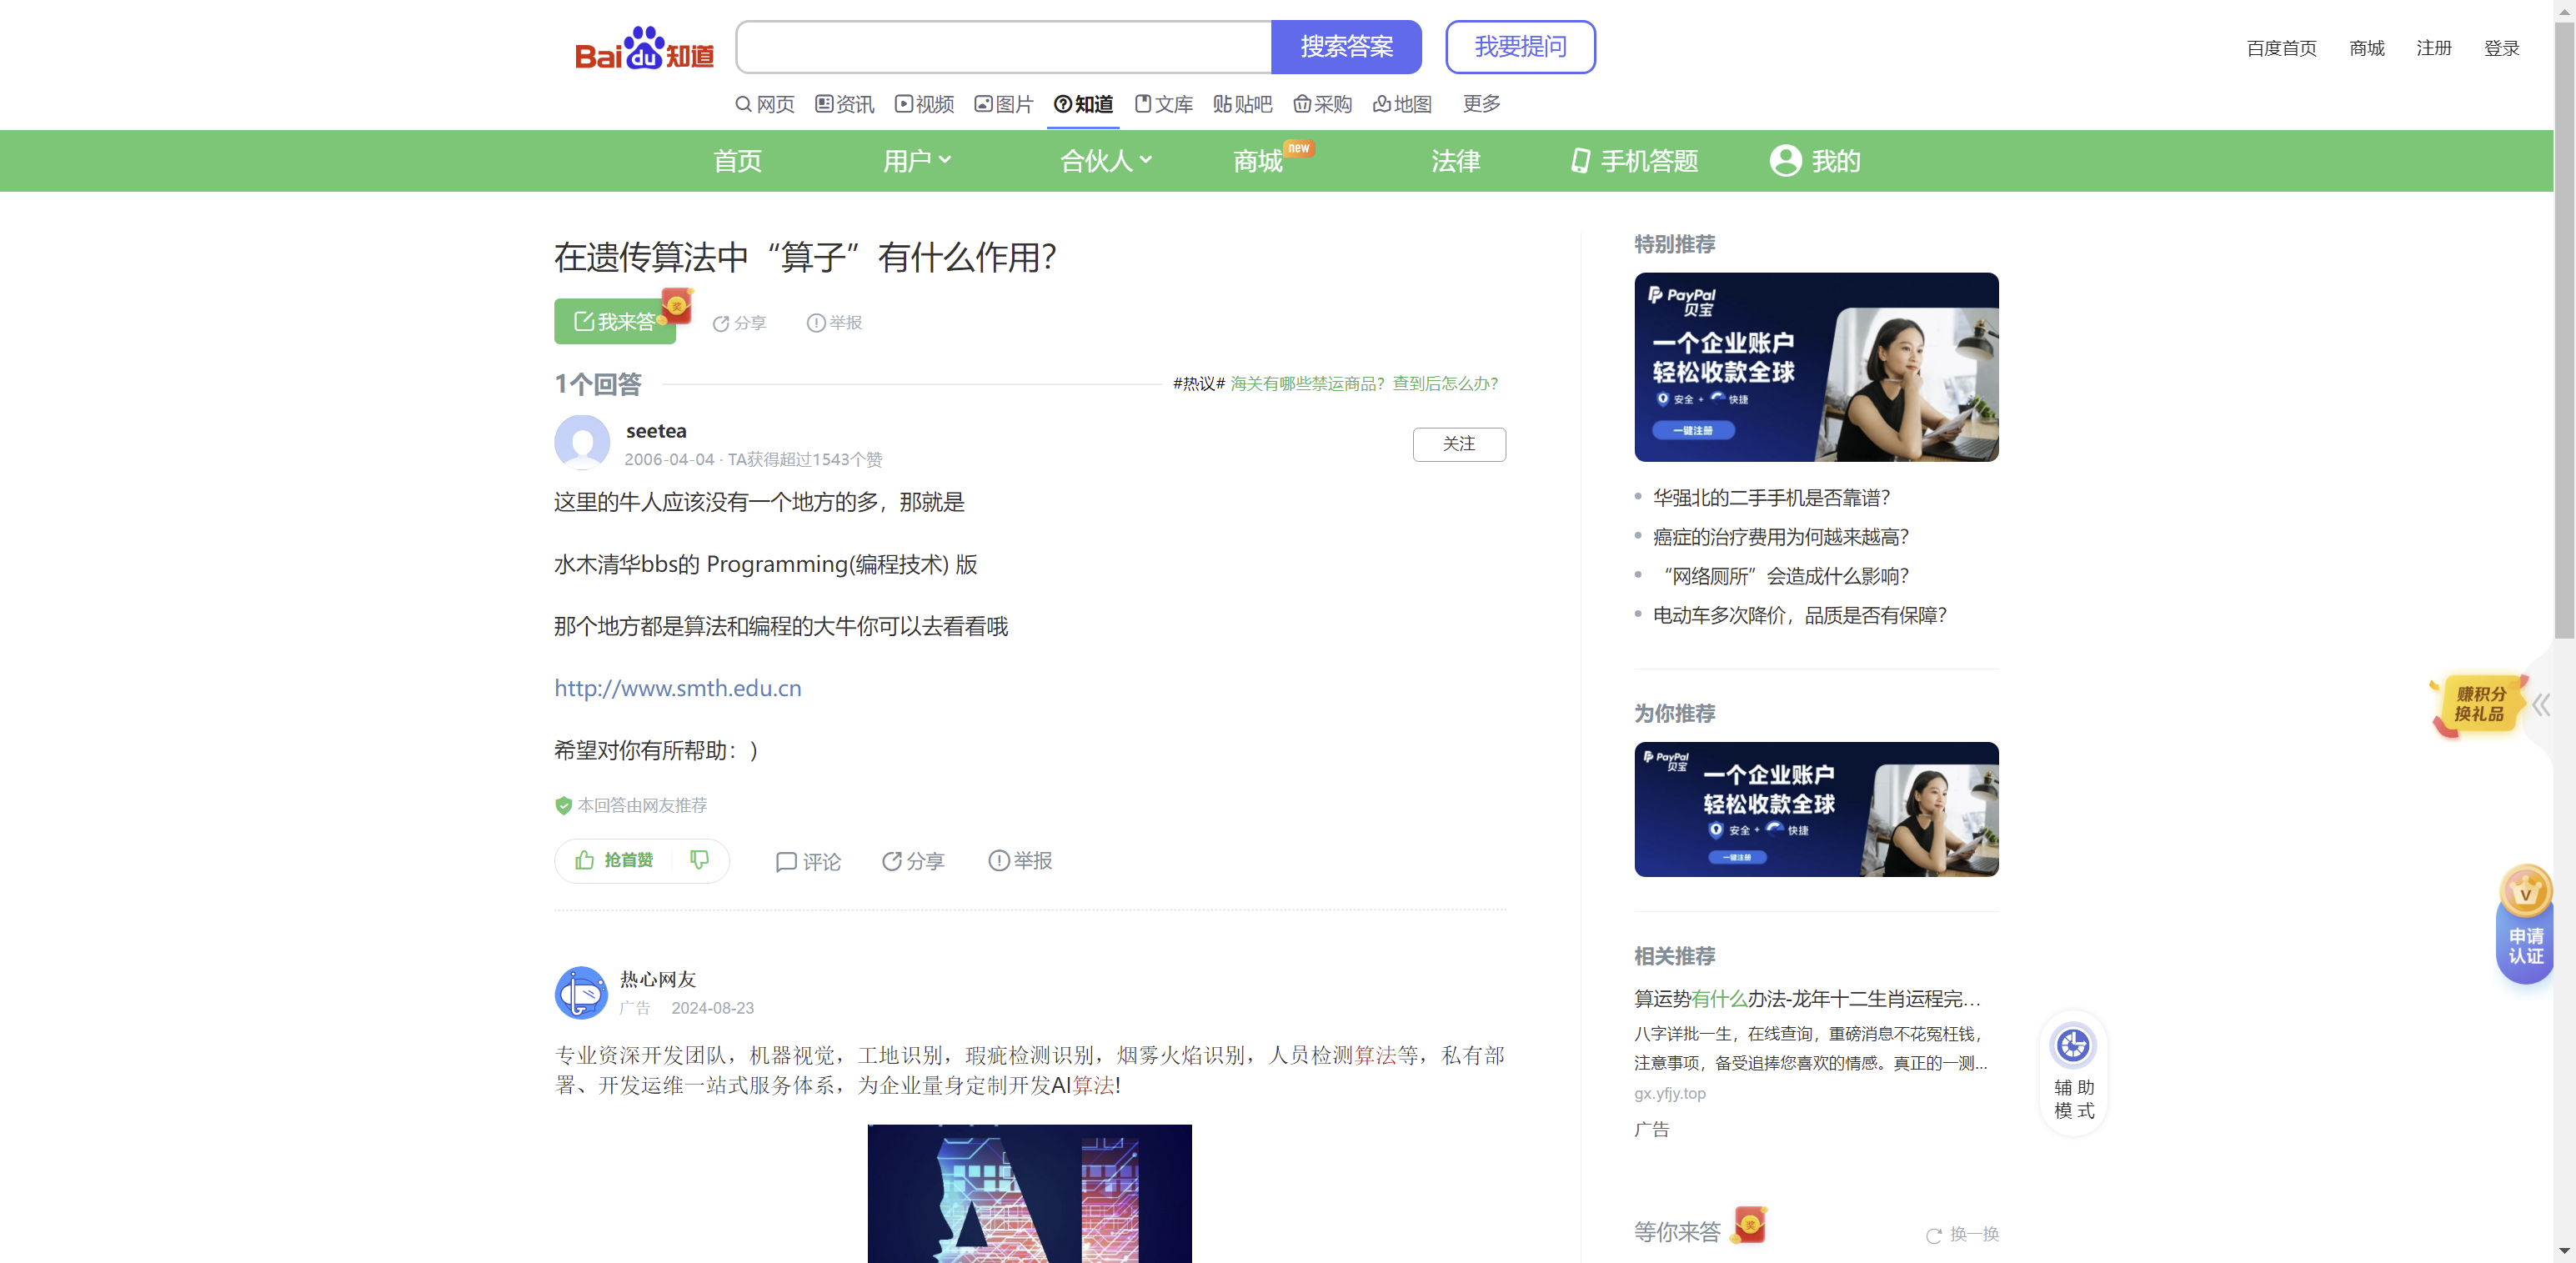 Bai du 知道
搜索答案
我要提问
百度首页 商城 注册 登录
网页 资讯 视频 图片 知道 文库 贴吧 采购 地图 更多
首页 用户 合伙人 商城 new 法律 手机答题 我的
在遗传算法中“算子”有什么作用？
我来答 奖 分享 举报
1个回答
#热议# 海关有哪些禁运商品？查到后怎么办？
seetea
2006-04-04 · TA获得超过1543个赞
关注
这里的牛人应该没有一个地方的多，那就是
水木清华bbs的 Programming(编程技术) 版
那个地方都是算法和编程的大牛你可以去看看哦
http://www.smth.edu.cn
希望对你有所帮助：)
本回答由网友推荐
抢首赞 评论 分享 举报
热心网友
广告 2024-08-23
专业资深开发团队，机器视觉，工地识别，瑕疵检测识别，烟雾火焰识别，人员检测算法等，私有部
署、开发运维一站式服务体系，为企业量身定制开发AI算法!
AI
特别推荐
PayPal
贝宝
一个企业账户
轻松收款全球
安全 + 快捷
一键注册
华强北的二手手机是否靠谱？
癌症的治疗费用为何越来越高？
“网络厕所”会造成什么影响？
电动车多次降价，品质是否有保障？
为你推荐
PayPal
贝宝
一个企业账户
轻松收款全球
安全 + 快捷
一键注册
相关推荐
算运势有什么办法-龙年十二生肖运程完...
八字详批一生，在线查询，重磅消息不花冤枉钱，
注意事项，备受追捧您喜欢的情感。真正的一测...
gx.yfjy.top
广告
等你来答 奖 换一换
赚积分
换礼品
V
申请
认证
辅助
模式